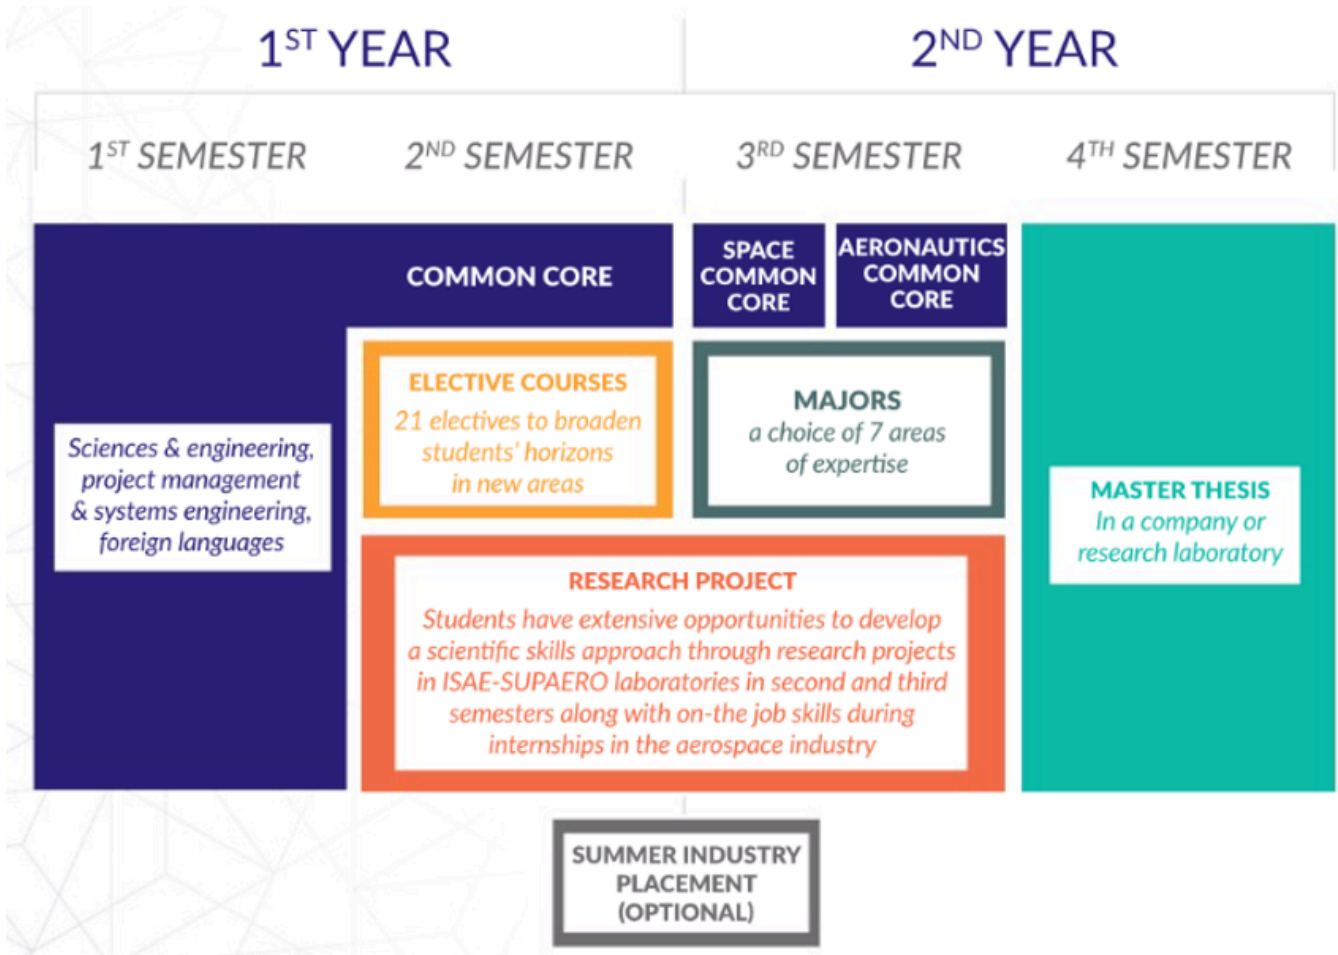 1ST YEAR
2ND YEAR
1ST SEMESTER
2ND SEMESTER
3RD SEMESTER
4TH SEMESTER
COMMON CORE
SPACE
COMMON
CORE
AERONAUTICS
COMMON
CORE
Sciences & engineering,
project management
& systems engineering,
foreign languages
ELECTIVE COURSES
21 electives to broaden
students' horizons
in new areas
MAJORS
a choice of 7 areas
of expertise
RESEARCH PROJECT
Students have extensive opportunities to develop
a scientific skills approach through research projects
in ISAE-SUPAERO laboratories in second and third
semesters along with on-the job skills during
internships in the aerospace industry
MASTER THESIS
In a company or
research laboratory
SUMMER INDUSTRY
PLACEMENT
(OPTIONAL)